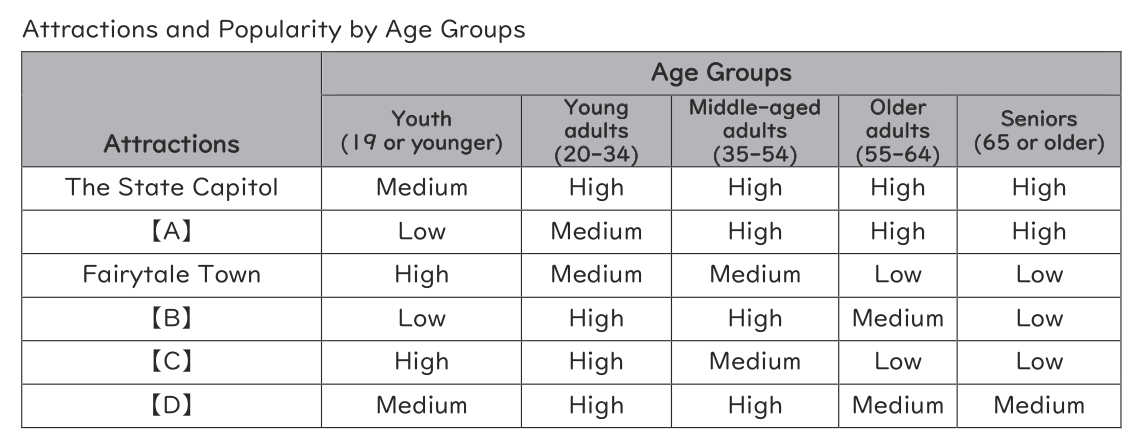 Attractions and Popularity by Age Groups
Age Groups
Attractions
Youth
(19 or younger)
Young
adults
(20–34)
Middle-aged
adults
(35–54)
Older
adults
(55–64)
Seniors
(65 or older)
The State Capitol Medium High High High High
【A】 Low Medium High High High
Fairytale Town High Medium Medium Low Low
【B】 Low High High Medium Low
【C】 High High Medium Low Low
【D】 Medium High High Medium Medium